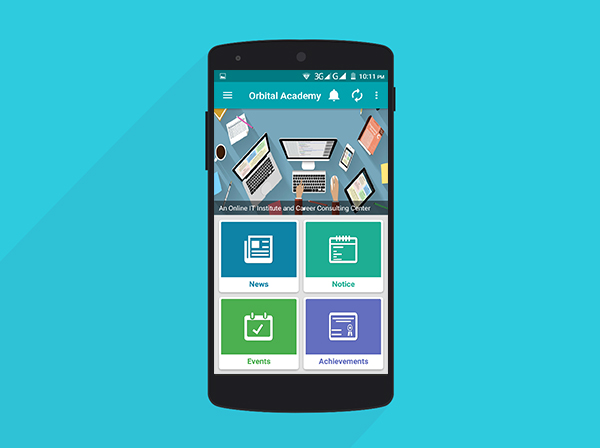 3G G 10:11 PM
Orbital Academy
An Online IT Institute and Career Consulting Center
News
Notice
Events
Achievements